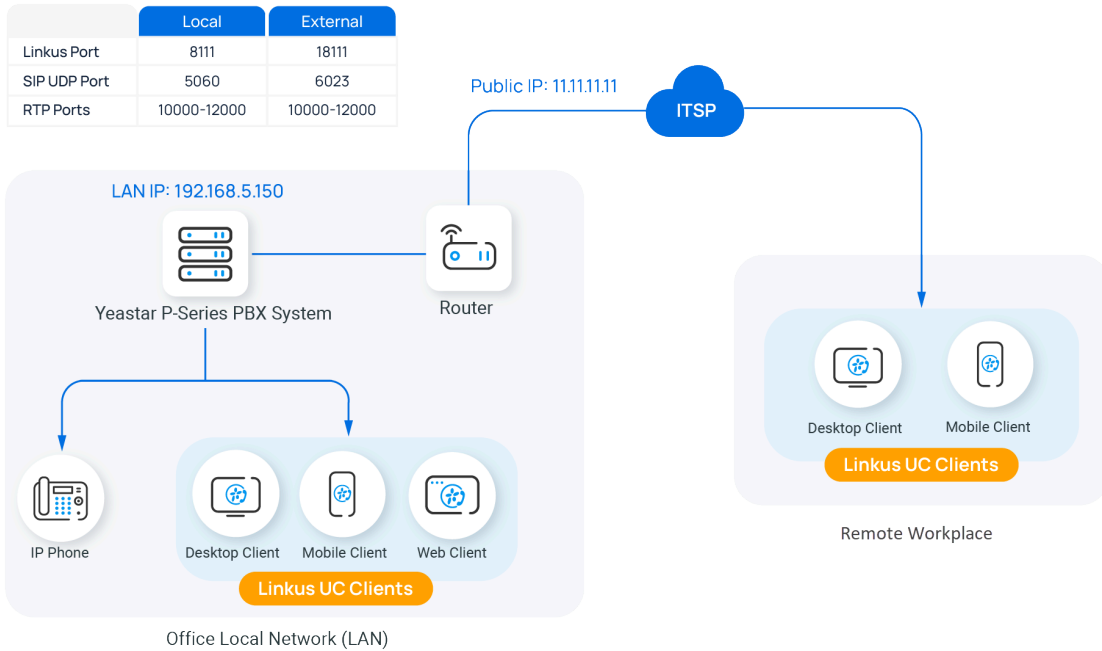 Local External
Linkus Port 8111 18111
SIP UDP Port 5060 6023
RTP Ports 10000-12000 10000-12000
Public IP: 11.11.11.11
ITSP
LAN IP: 192.168.5.150
Yeastar P-Series PBX System
Router
IP Phone
Desktop Client
Mobile Client
Web Client
Linkus UC Clients
Office Local Network (LAN)
Desktop Client
Mobile Client
Linkus UC Clients
Remote Workplace